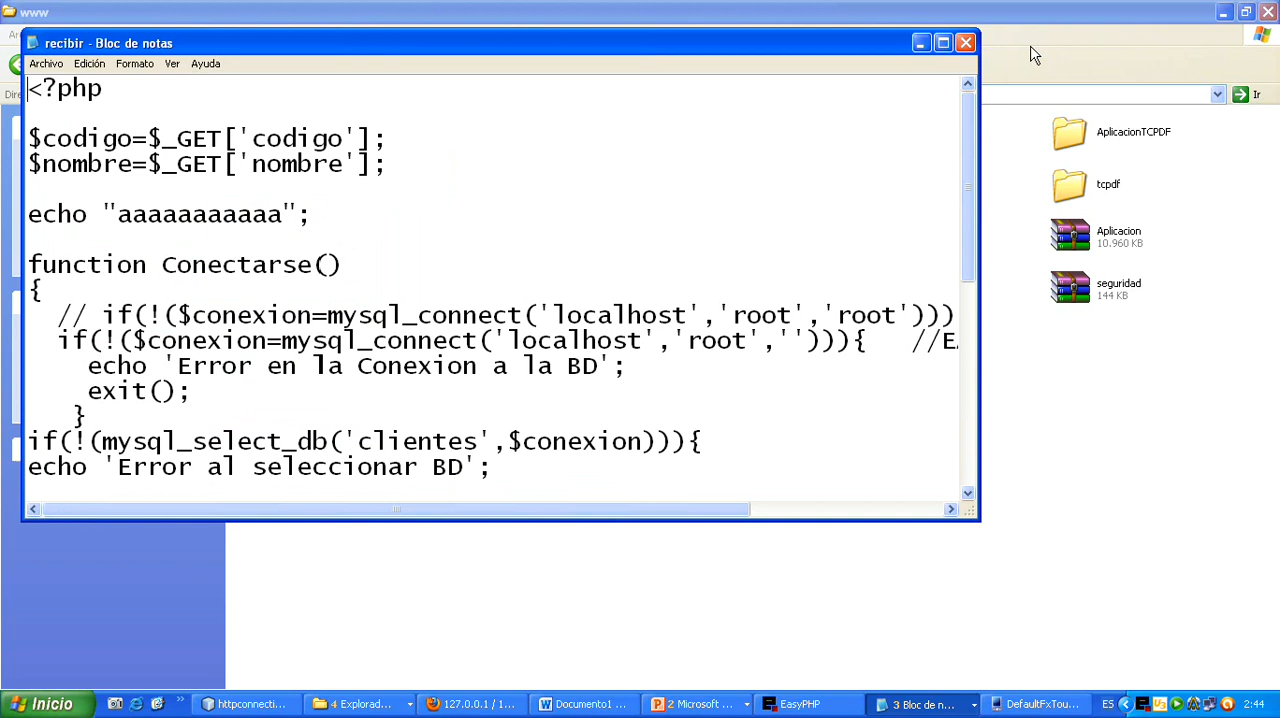 www
recibir - Bloc de notas
Archivo Edición Formato Ver Ayuda
Ir
<?php
$codigo=$_GET['codigo'];
$nombre=$_GET['nombre'];
echo "aaaaaaaaaaa";
function Conectarse()
{
// if(!($conexion=mysql_connect('localhost','root','root')))
if(!($conexion=mysql_connect('localhost','root',''))){ //EA
echo 'Error en la Conexion a la BD';
exit();
}
if(!(mysql_select_db('clientes',$conexion))){
echo 'Error al seleccionar BD';
AplicacionTCPDF
tcpdf
Aplicacion
10.960 KB
seguridad
144 KB
Inicio
httpconnecti...
4 Explorad...
127.0.0.1 / 1...
Documento1 ...
2 Microsoft ...
EasyPHP
3 Bloc de n...
DefaultFxTou...
ES
2:44